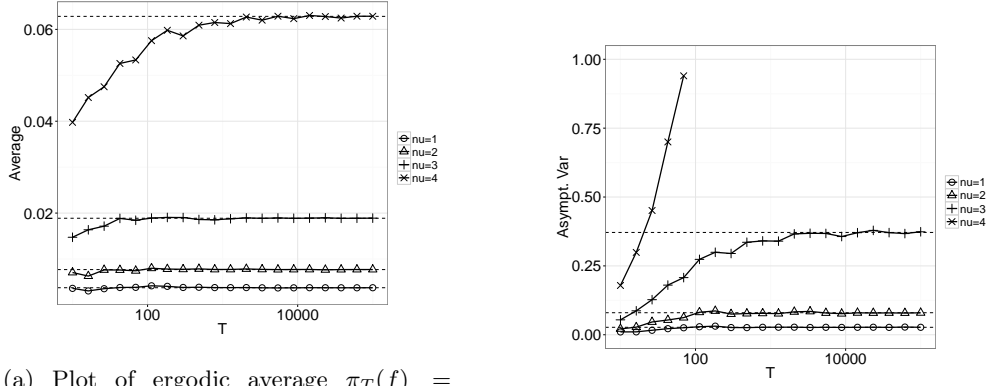 0.06
0.04
0.02
Average
100
10000
T
nu=1
nu=2
nu=3
nu=4
1.00
0.75
0.50
0.25
0.00
Asympt. Var
100
10000
T
nu=1
nu=2
nu=3
nu=4
(a) Plot of ergodic average π_T(f) =